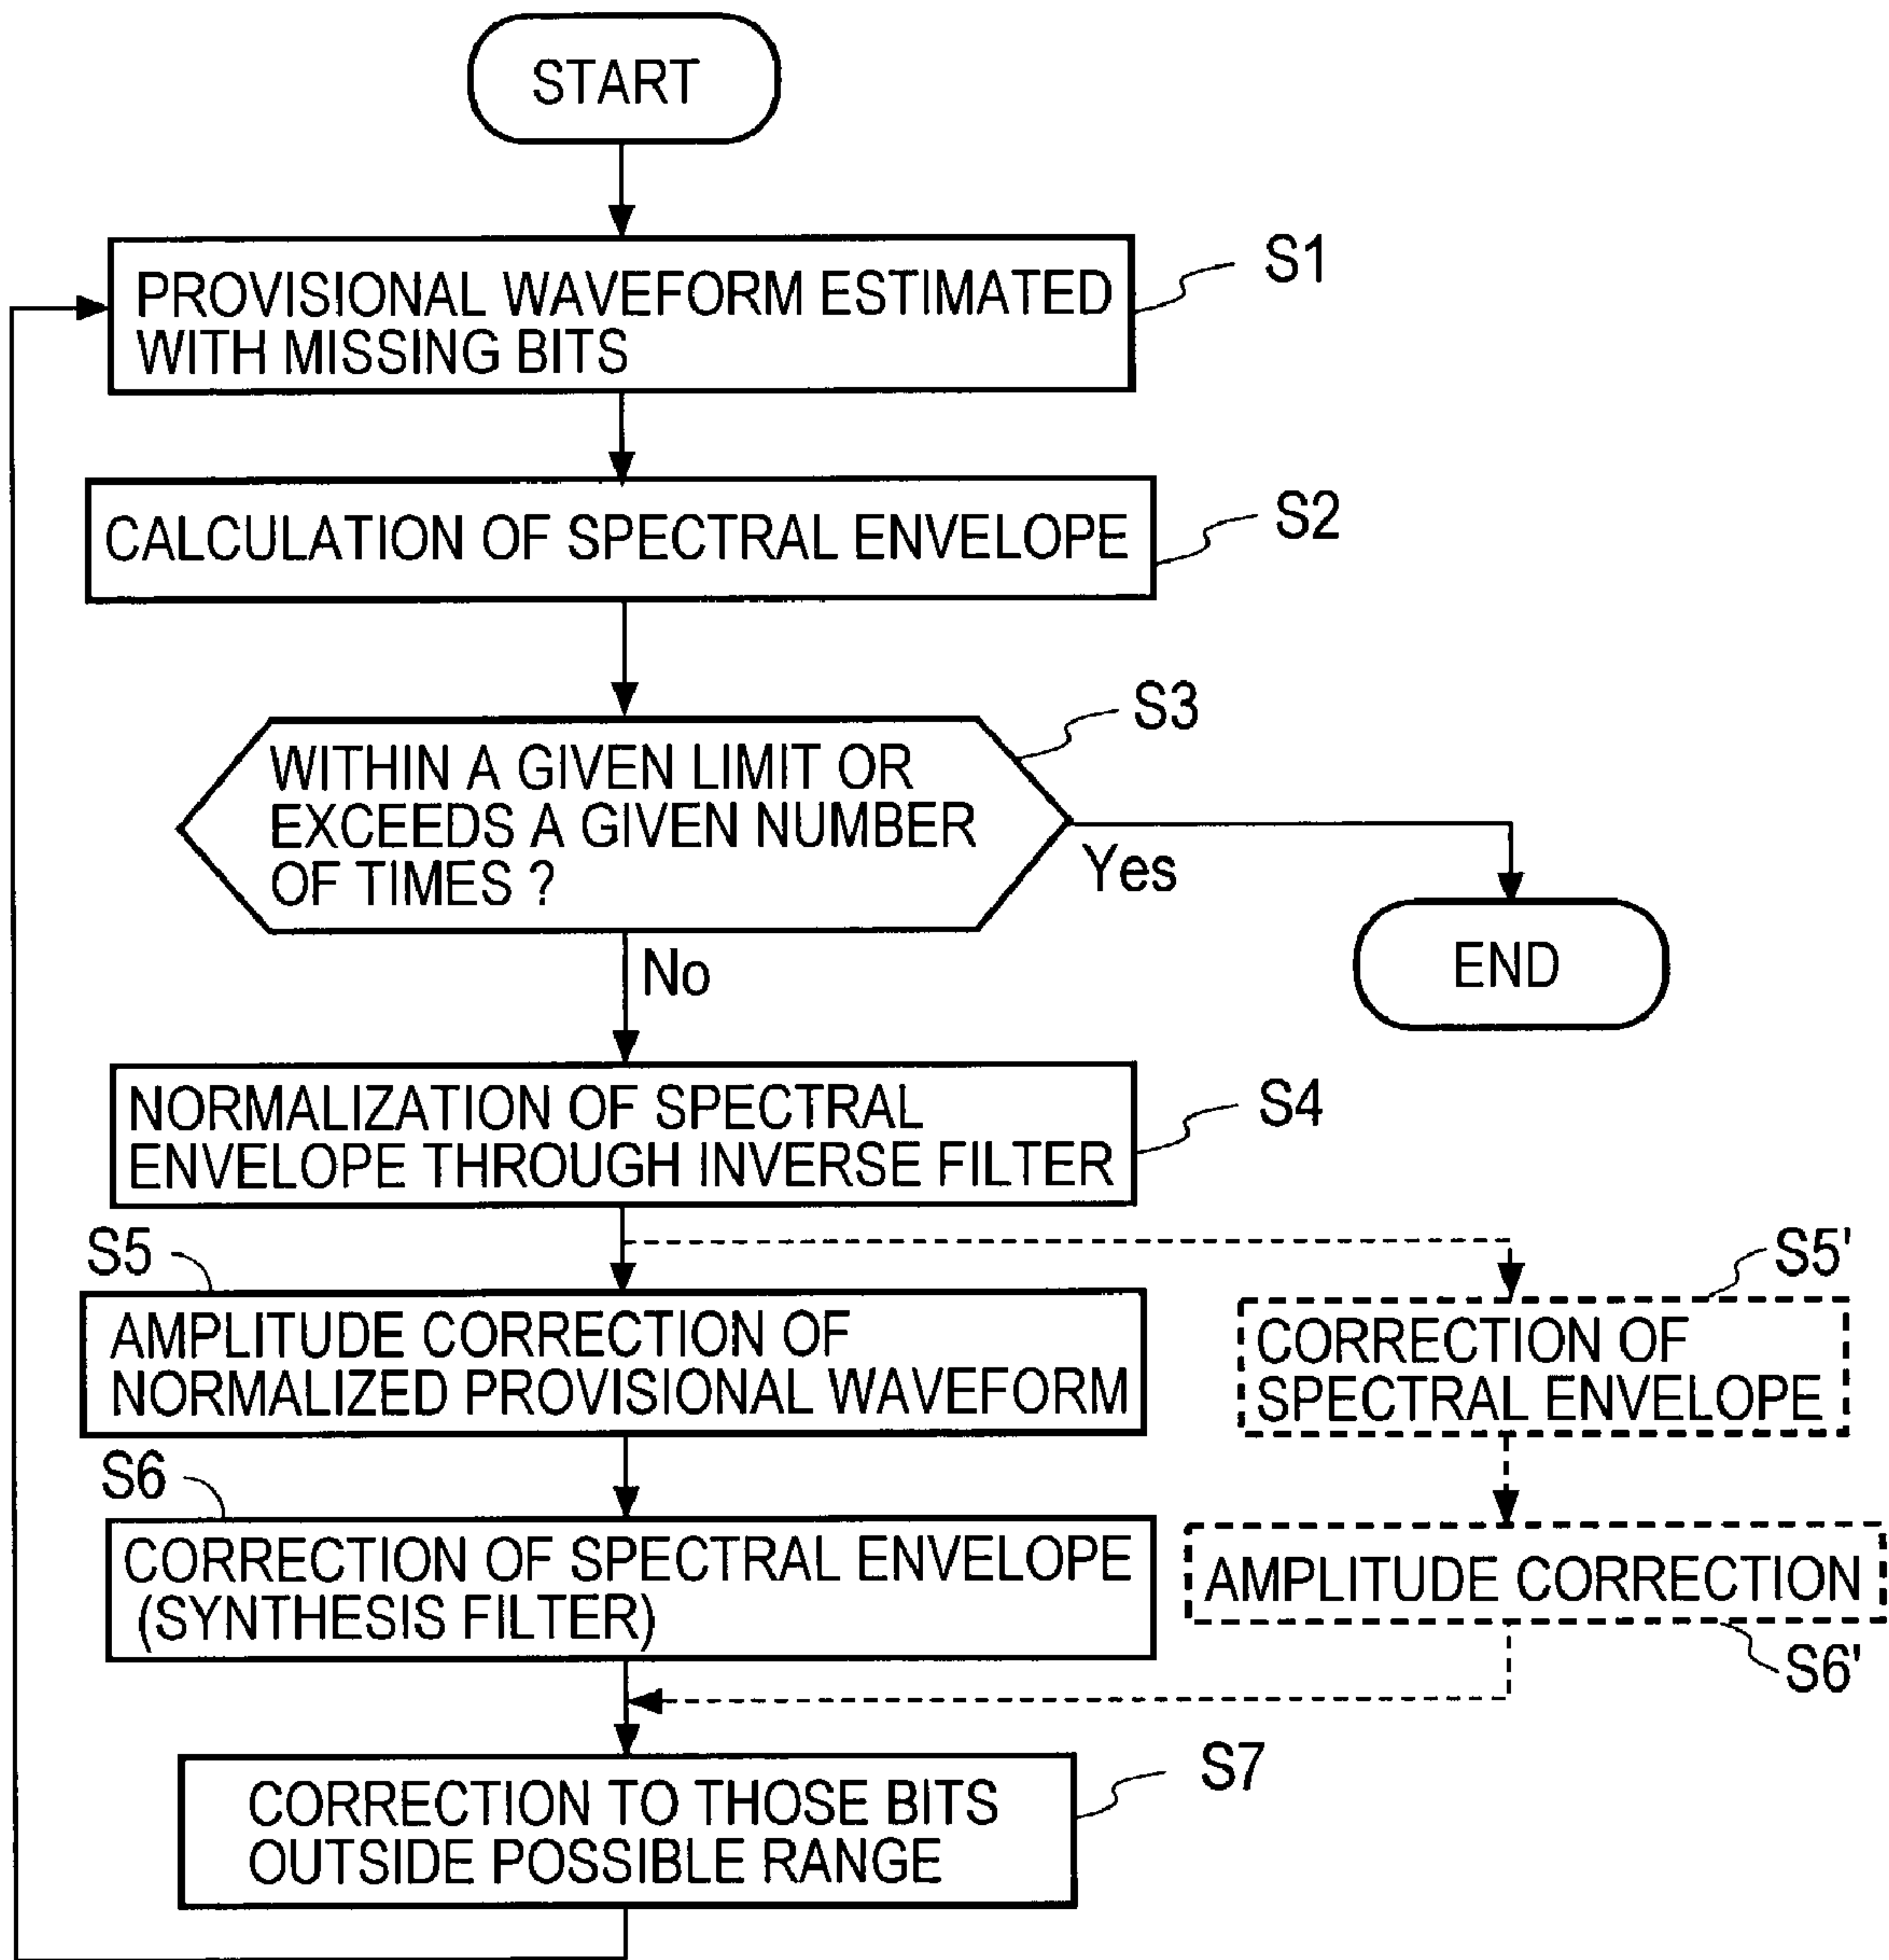 START
S1
PROVISIONAL WAVEFORM ESTIMATED
WITH MISSING BITS
S2
CALCULATION OF SPECTRAL ENVELOPE
S3
WITHIN A GIVEN LIMIT OR
EXCEEDS A GIVEN NUMBER
OF TIMES ?
Yes
END
No
S4
NORMALIZATION OF SPECTRAL
ENVELOPE THROUGH INVERSE FILTER
S5
AMPLITUDE CORRECTION OF
NORMALIZED PROVISIONAL WAVEFORM
S5'
CORRECTION OF
SPECTRAL ENVELOPE
S6
CORRECTION OF SPECTRAL ENVELOPE
(SYNTHESIS FILTER)
AMPLITUDE CORRECTION
S6'
S7
CORRECTION TO THOSE BITS
OUTSIDE POSSIBLE RANGE